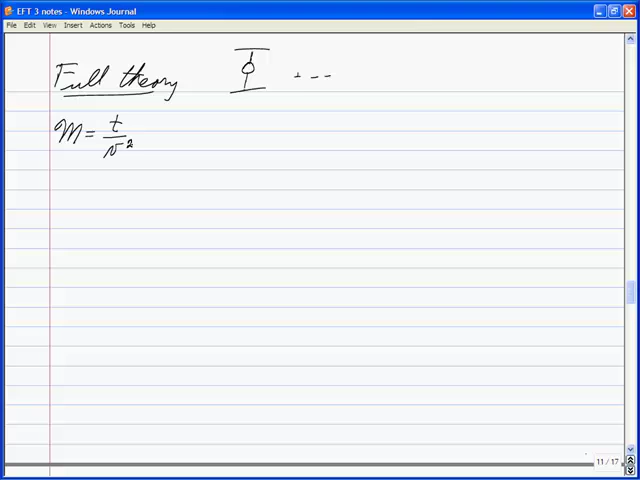 EFT 3 notes - Windows Journal
File Edit View Insert Actions Tools Help
Full theory + ---
M = t / v²
11 / 17